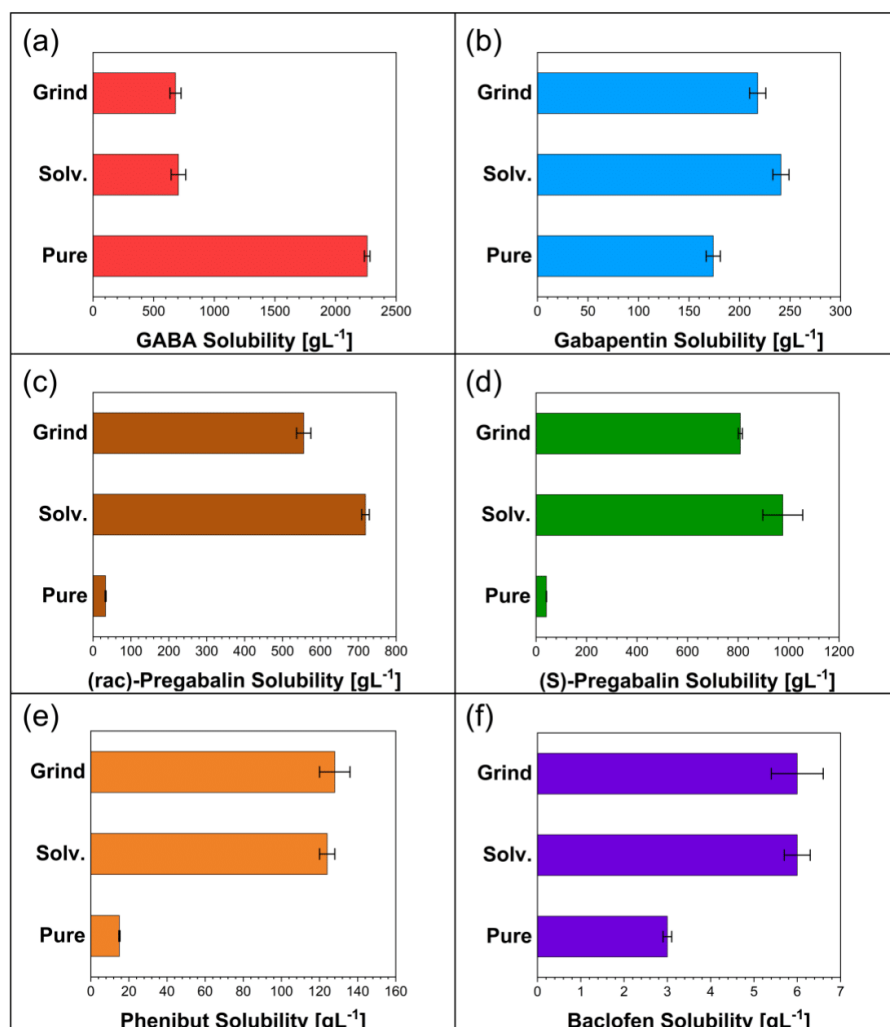 (a)
Grind
Solv.
Pure
0 500 1000 1500 2000 2500
GABA Solubility [gL⁻¹]
(b)
Grind
Solv.
Pure
0 50 100 150 200 250 300
Gabapentin Solubility [gL⁻¹]
(c)
Grind
Solv.
Pure
0 100 200 300 400 500 600 700 800
(rac)-Pregabalin Solubility [gL⁻¹]
(d)
Grind
Solv.
Pure
0 200 400 600 800 1000 1200
(S)-Pregabalin Solubility [gL⁻¹]
(e)
Grind
Solv.
Pure
0 20 40 60 80 100 120 140 160
Phenibut Solubility [gL⁻¹]
(f)
Grind
Solv.
Pure
0 1 2 3 4 5 6 7
Baclofen Solubility [gL⁻¹]